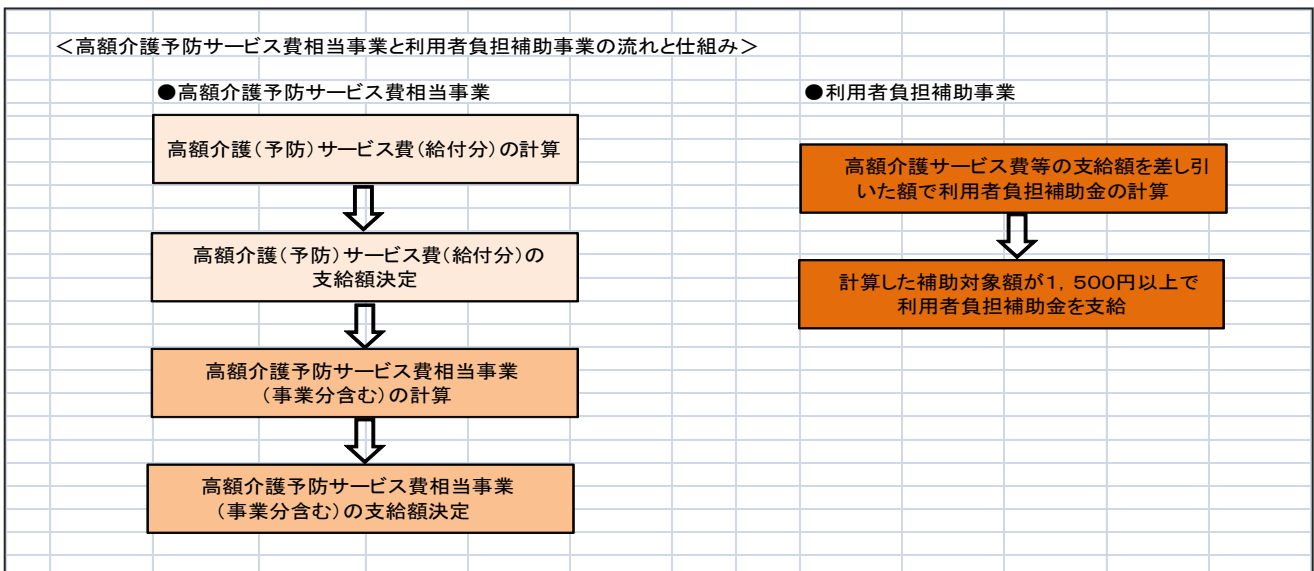 ＜高額介護予防サービス費相当事業と利用者負担補助事業の流れと仕組み＞
●高額介護予防サービス費相当事業
高額介護（予防）サービス費（給付分）の計算
高額介護（予防）サービス費（給付分）の
支給額決定
高額介護予防サービス費相当事業
（事業分含む）の計算
高額介護予防サービス費相当事業
（事業分含む）の支給額決定
●利用者負担補助事業
高額介護サービス費等の支給額を差し引
いた額で利用者負担補助金の計算
計算した補助対象額が１，５００円以上で
利用者負担補助金を支給